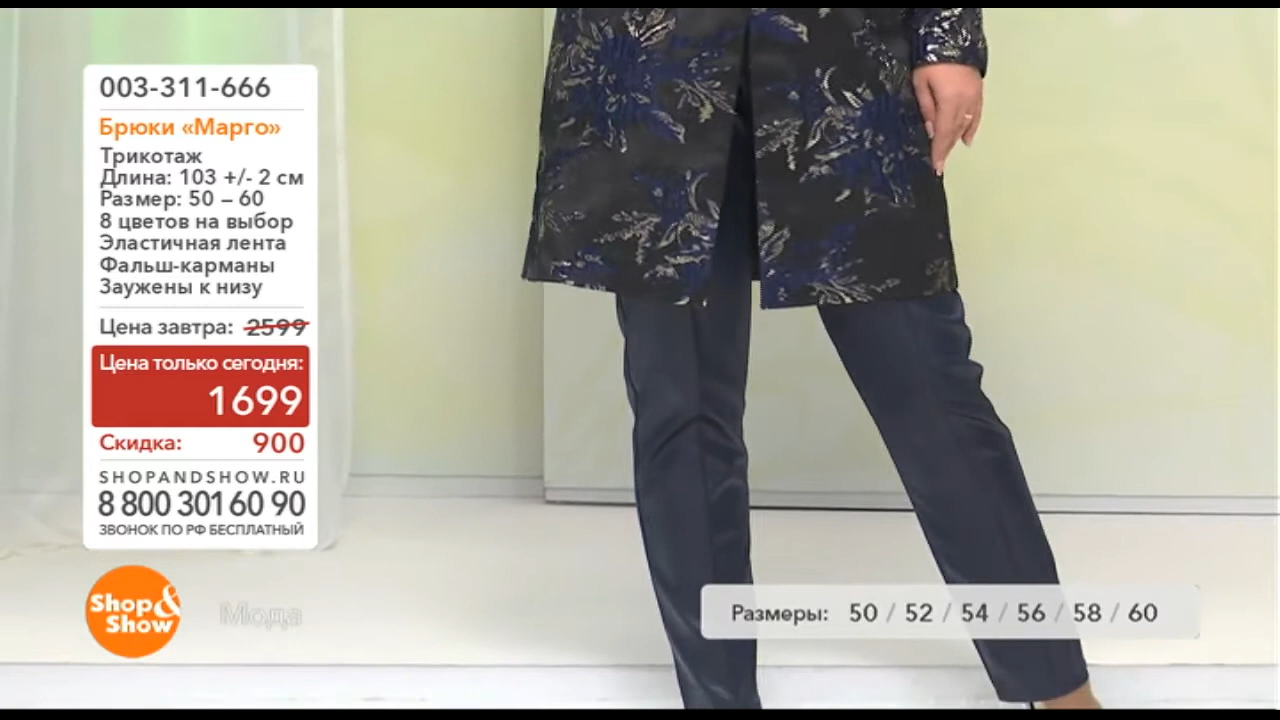 003-311-666
Брюки «Марго»
Трикотаж
Длина: 103 +/- 2 см
Размер: 50 – 60
8 цветов на выбор
Эластичная лента
Фальш-карманы
Заужены к низу
Цена завтра: 2599
Цена только сегодня:
1699
Скидка: 900
SHOPANDSHOW.RU
8 800 301 60 90
ЗВОНОК ПО РФ БЕСПЛАТНЫЙ
Shop&
Show
Мода
Размеры: 50 / 52 / 54 / 56 / 58 / 60